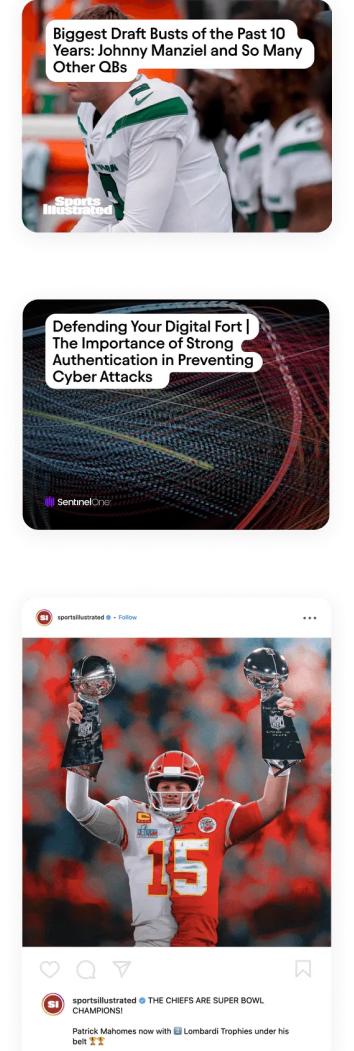 Biggest Draft Busts of the Past 10
Years: Johnny Manziel and So Many
Other QBs
Sports
Illustrated
Defending Your Digital Fort |
The Importance of Strong
Authentication in Preventing
Cyber Attacks
SentinelOne
SI
sportsillustrated • Follow
15
SI
sportsillustrated THE CHIEFS ARE SUPER BOWL
CHAMPIONS!
Patrick Mahomes now with 2️⃣ Lombardi Trophies under his
belt 🏆🏆